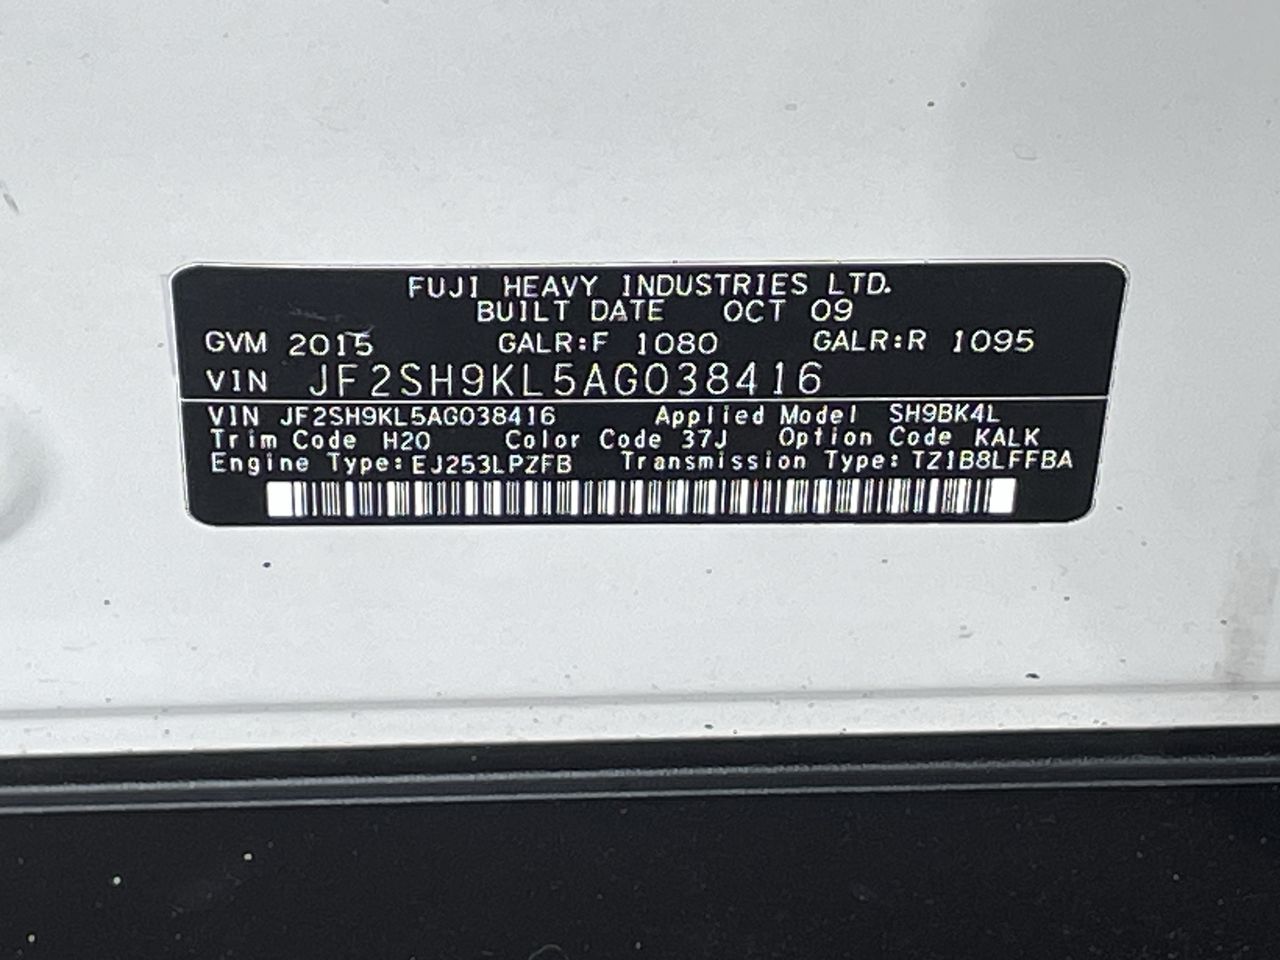 FUJI HEAVY INDUSTRIES LTD.
BUILT DATE OCT 09
GVM 2015 GALR:F 1080 GALR:R 1095
VIN JF2SH9KL5AG038416
VIN JF2SH9KL5AG038416 Applied Model SH9BK4L
Trim Code H20 Color Code 37J Option Code KALK
Engine Type: EJ253LPZFB Transmission Type: TZ1B8LFFBA